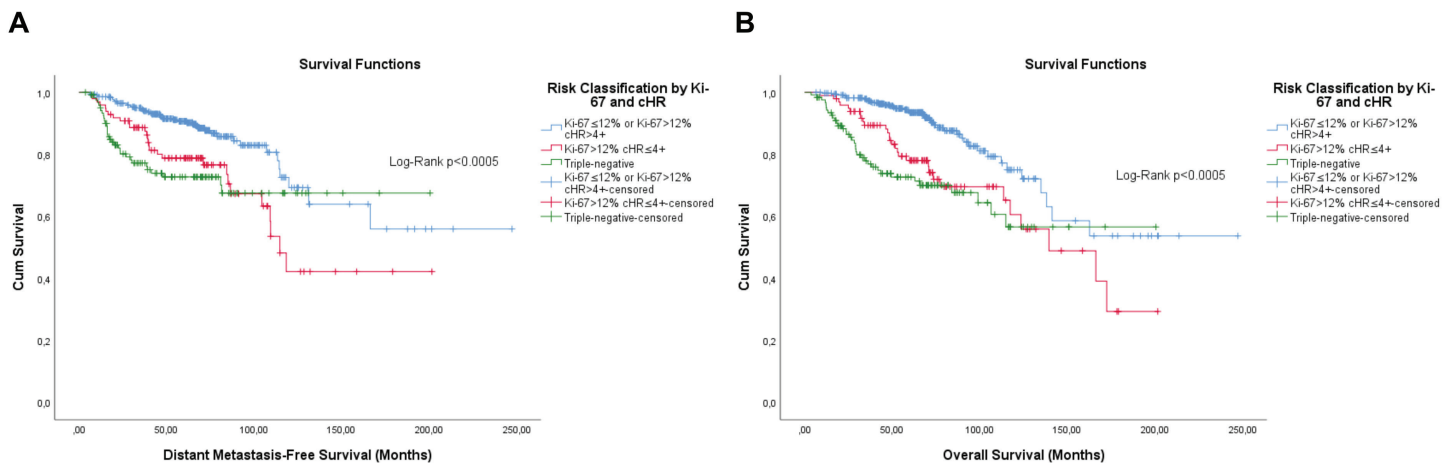 A
Survival Functions
1,0
0,8
0,6
0,4
0,2
0,0
Cum Survival
,00
50,00
100,00
150,00
200,00
250,00
Distant Metastasis-Free Survival (Months)
Log-Rank p<0.0005
Risk Classification by Ki-
67 and cHR
Ki-67≤12% or Ki-67>12%
cHR>4+
Ki-67>12% cHR≤4+
Triple-negative
Ki-67≤12% or Ki-67>12%
cHR>4+-censored
Ki-67>12% cHR≤4+-censored
Triple-negative-censored
B
Survival Functions
1,0
0,8
0,6
0,4
0,2
0,0
Cum Survival
,00
50,00
100,00
150,00
200,00
250,00
Overall Survival (Months)
Log-Rank p<0.0005
Risk Classification by Ki-
67 and cHR
Ki-67≤12% or Ki-67>12%
cHR>4+
Ki-67>12% cHR≤4+
Triple-negative
Ki-67≤12% or Ki-67>12%
cHR>4+-censored
Ki-67>12% cHR≤4+-censored
Triple-negative-censored